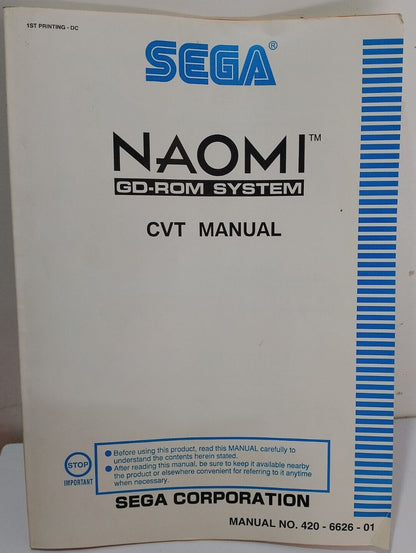 1ST PRINTING - DC
SEGA®
NAOMI™
GD-ROM SYSTEM
CVT MANUAL
● Before using this product, read this MANUAL carefully to
understand the contents herein stated.
● After reading this manual, be sure to keep it available nearby
the product or elsewhere convenient for referring to it anytime
when necessary.
STOP
IMPORTANT
SEGA CORPORATION
MANUAL NO. 420 - 6626 - 01